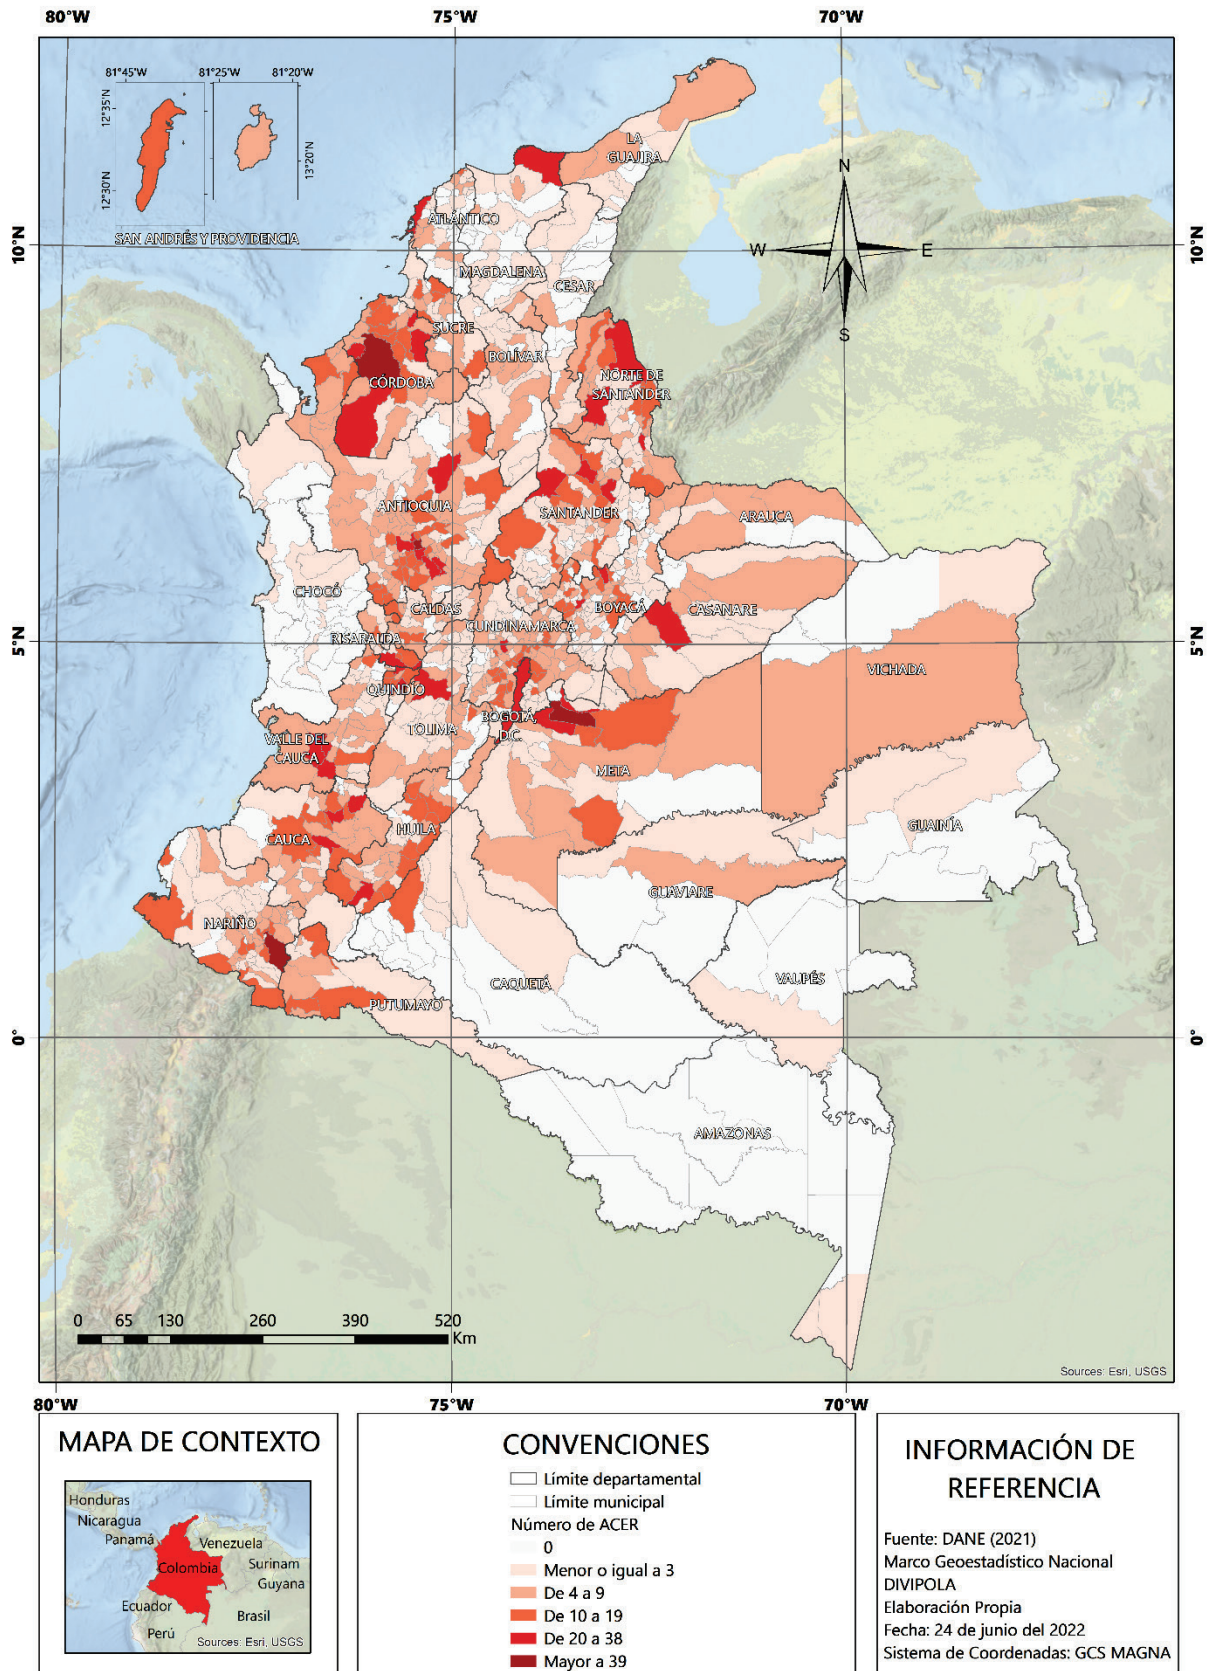 80°W 75°W 70°W
81°45'W 81°25'W 81°20'W
12°35'N
12°30'N
13°20'N
SAN ANDRÉS Y PROVIDENCIA
LA
GUAJIRA
N
W E
S
10°N 10°N
ATLÁNTICO
MAGDALENA
CESAR
SUCRE
BOLÍVAR
CÓRDOBA
NORTE DE
SANTANDER
ANTIOQUIA
SANTANDER
ARAUCA
CHOCÓ
CALDAS
BOYACÁ
CASANARE
CUNDINAMARCA
RISARALDA
5°N 5°N
VICHADA
QUINDÍO
TOLIMA
BOGOTÁ,
D.C.
VALLE DEL
CAUCA
META
HUILA
CAUCA
GUAINÍA
GUAVIARE
NARIÑO
CAQUETÁ
VAUPÉS
PUTUMAYO
0° 0°
AMAZONAS
0 65 130 260 390 520
Km
Sources: Esri, USGS
80°W 75°W 70°W
MAPA DE CONTEXTO
Honduras
Nicaragua
Panamá
Venezuela
Colombia
Surinam
Guyana
Ecuador
Brasil
Perú
Sources: Esri, USGS
CONVENCIONES
Límite departamental
Límite municipal
Número de ACER
0
Menor o igual a 3
De 4 a 9
De 10 a 19
De 20 a 38
Mayor a 39
INFORMACIÓN DE
REFERENCIA
Fuente: DANE (2021)
Marco Geoestadístico Nacional
DIVIPOLA
Elaboración Propia
Fecha: 24 de junio del 2022
Sistema de Coordenadas: GCS MAGNA